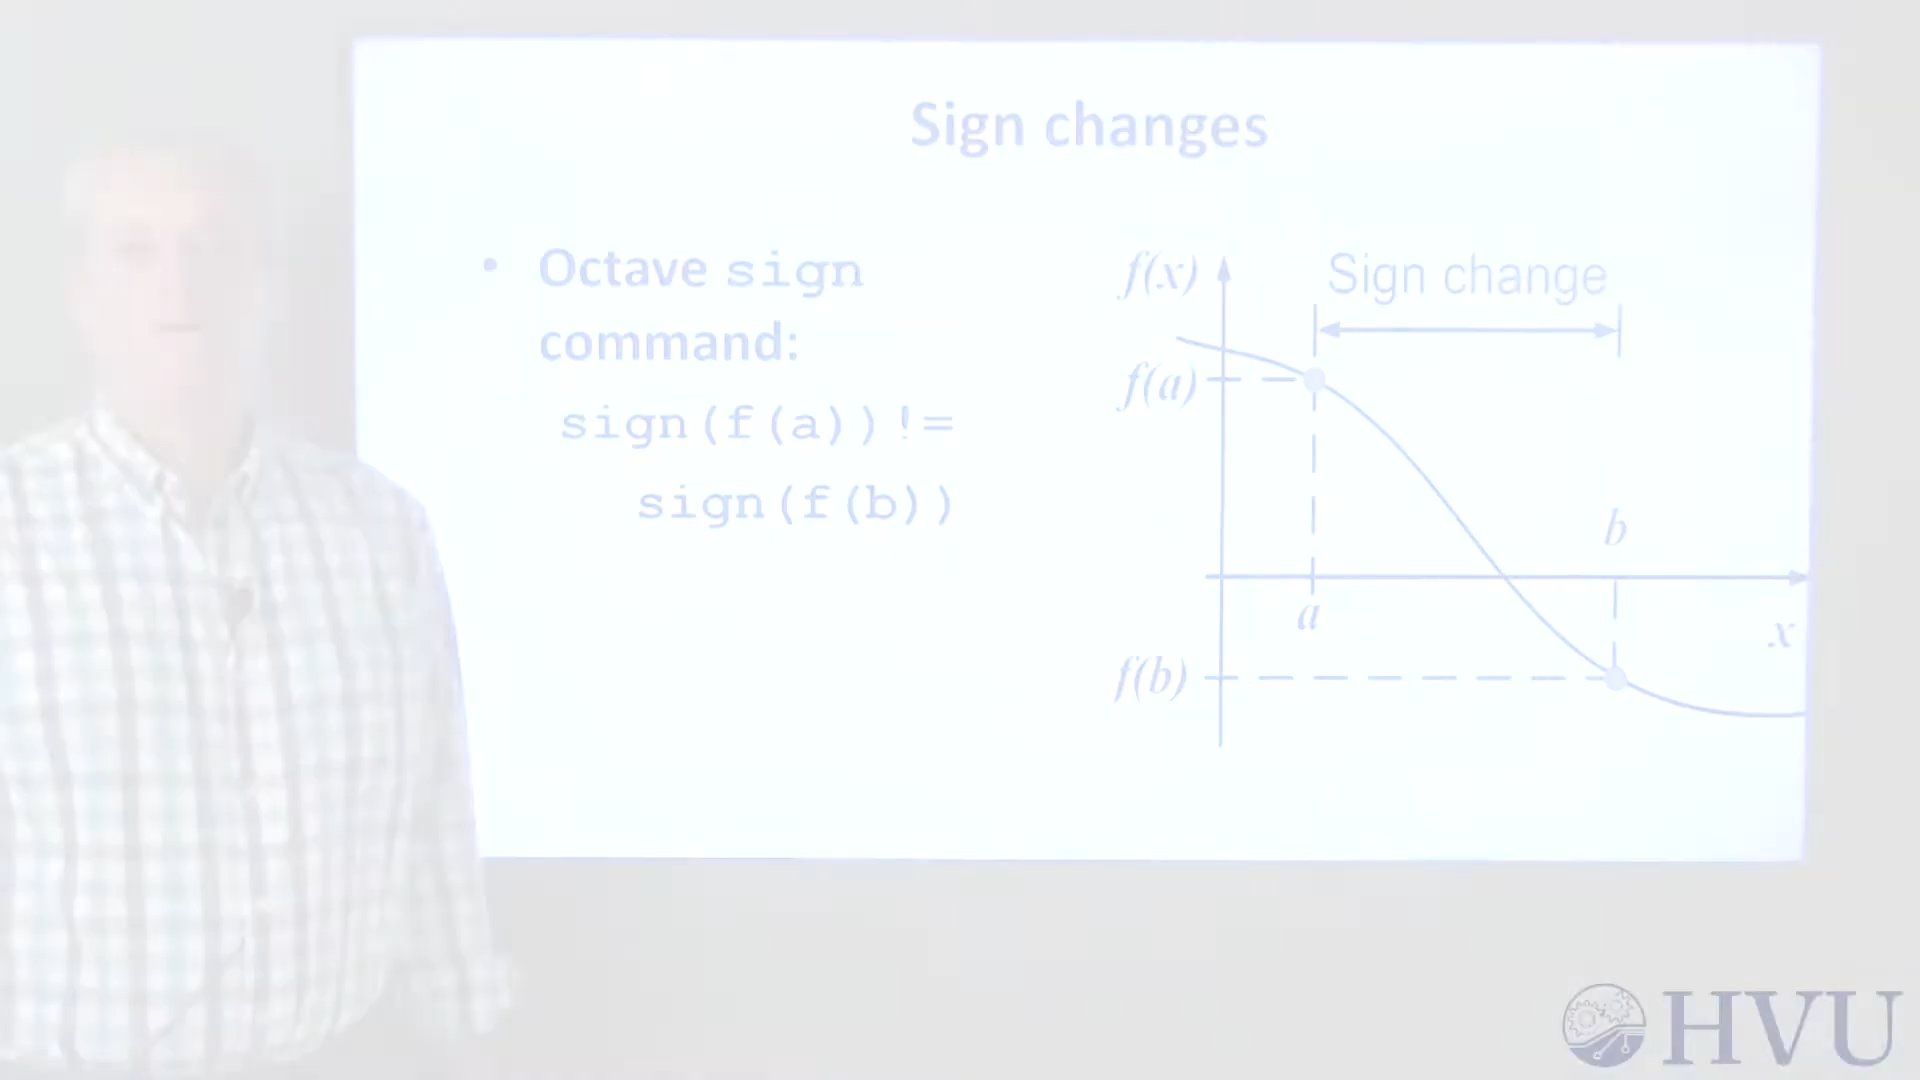 Sign changes
• Octave sign
command:
sign(f(a))!=
sign(f(b))
f(x)
Sign change
f(a)
b
a
x
f(b)
HVU